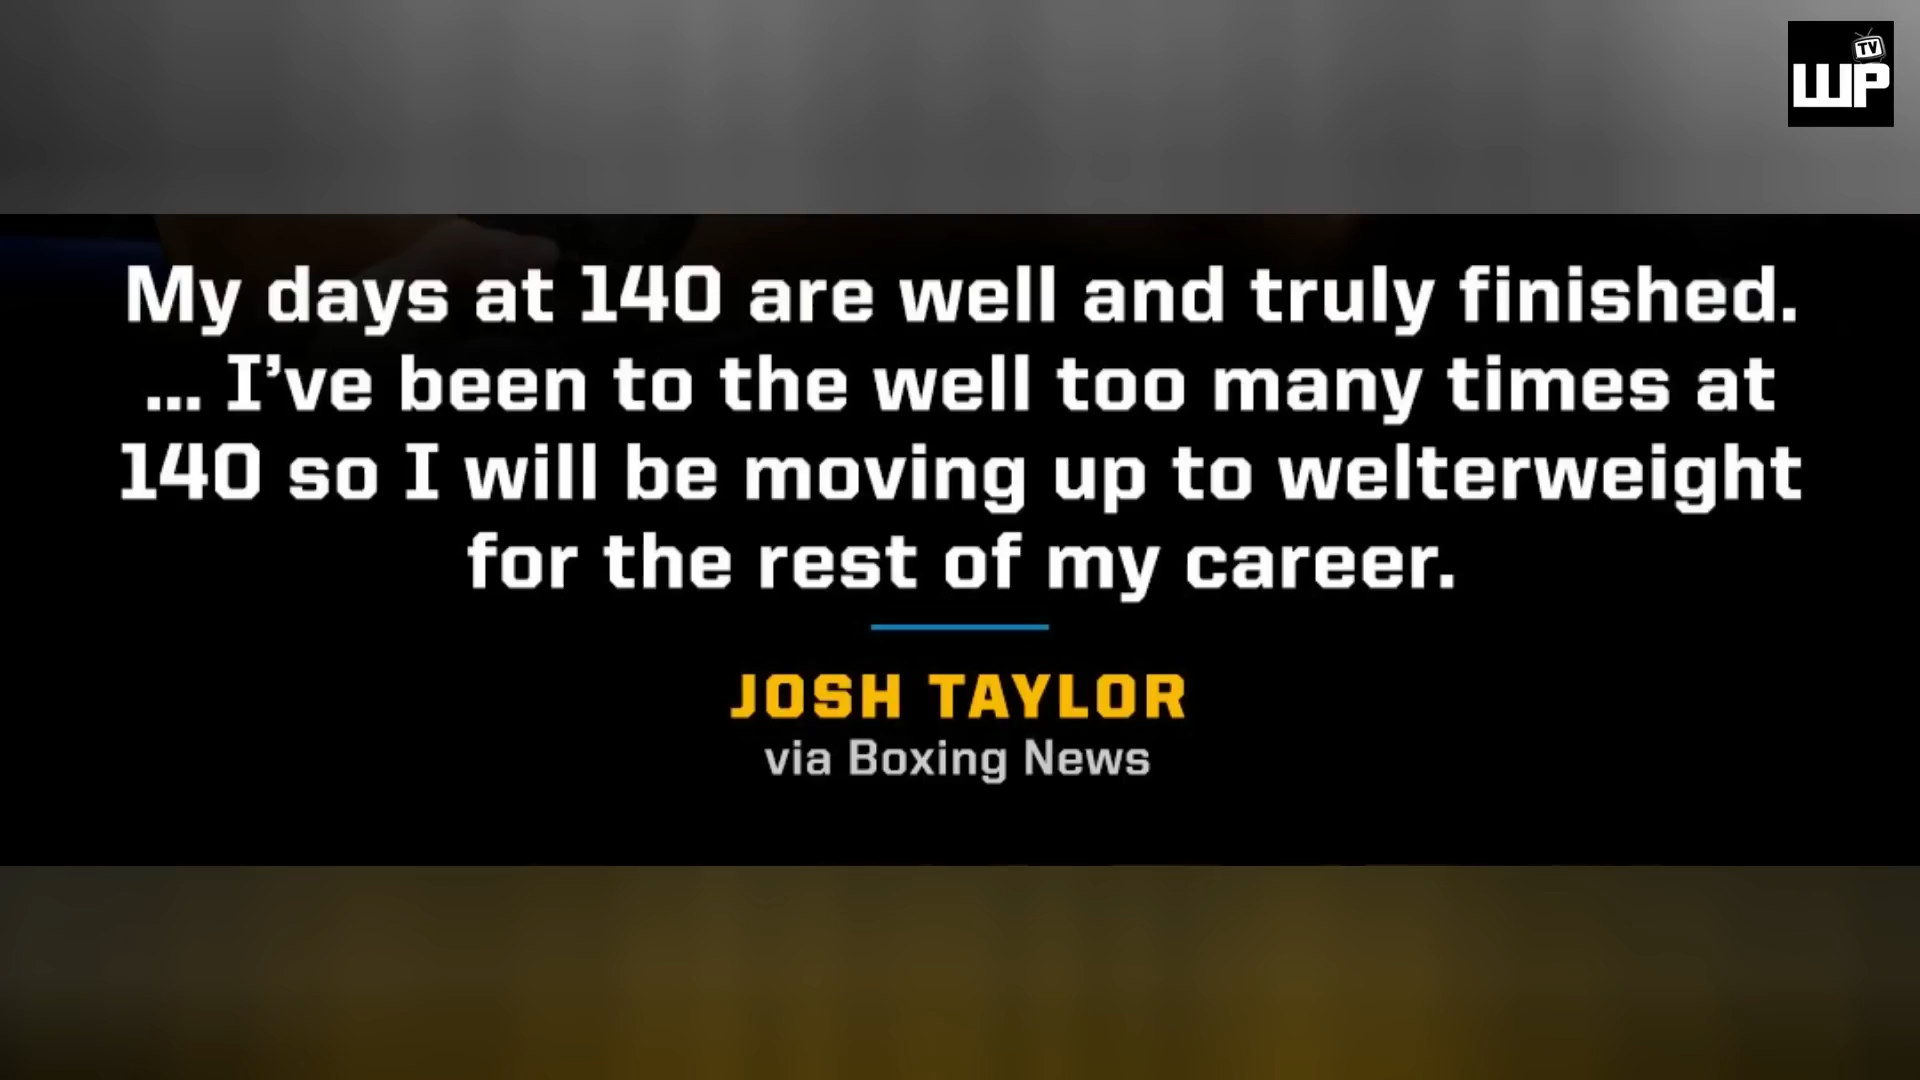 TV
WP
My days at 140 are well and truly finished.
... I've been to the well too many times at
140 so I will be moving up to welterweight
for the rest of my career.
JOSH TAYLOR
via Boxing News